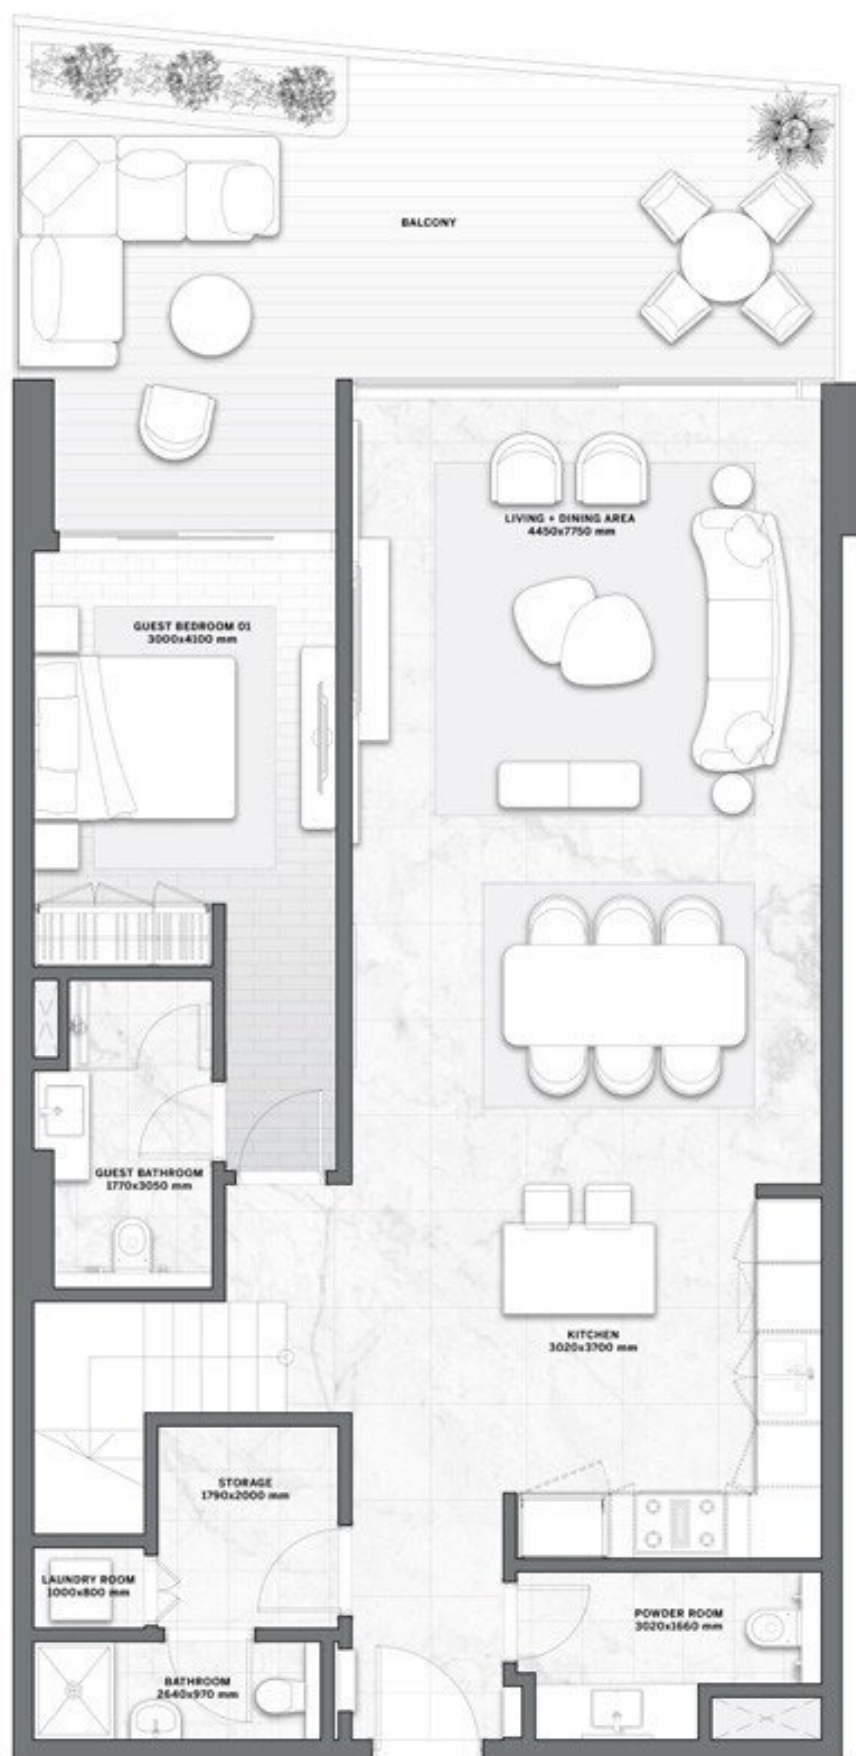 BALCONY
LIVING + DINING AREA
4450x7750 mm
GUEST BEDROOM 01
3000x4100 mm
GUEST BATHROOM
1770x3050 mm
KITCHEN
3020x3700 mm
STORAGE
1790x2000 mm
LAUNDRY ROOM
1000x800 mm
POWDER ROOM
3020x1660 mm
BATHROOM
2640x970 mm